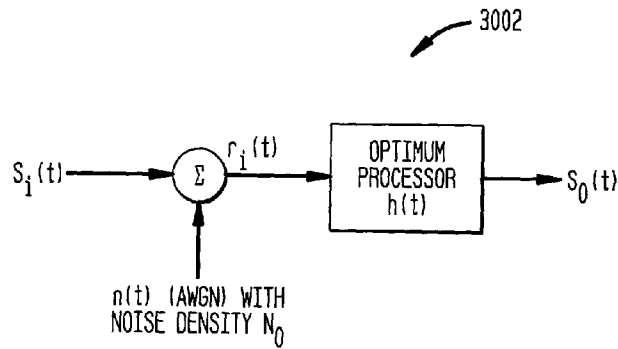 3002
S_i(t)
Σ
r_i(t)
OPTIMUM
PROCESSOR
h(t)
S_0(t)
n(t) (AWGN) WITH
NOISE DENSITY N_0